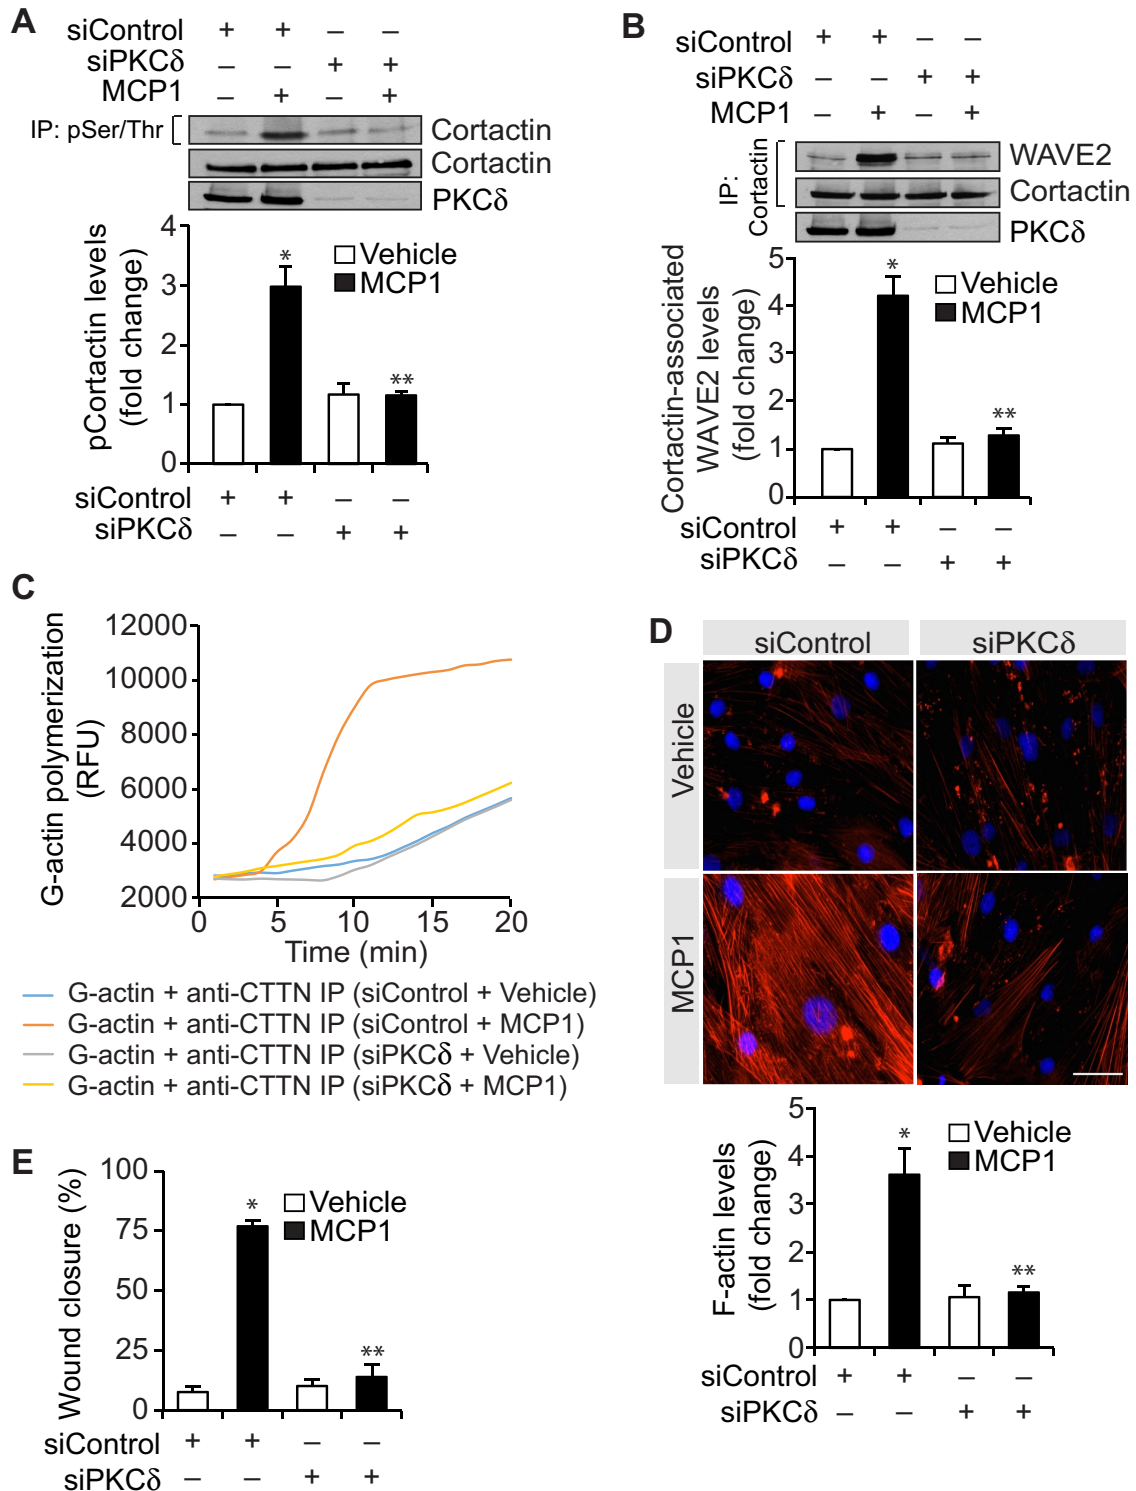 A
siControl + + – –
siPKCδ – – + +
MCP1 – + – +
IP: pSer/Thr
Cortactin
Cortactin
PKCδ
pCortactin levels
(fold change)
4
3
2
1
0
Vehicle
MCP1
*
**
siControl + + – –
siPKCδ – – + +
B
siControl + + – –
siPKCδ – – + +
MCP1 – + – +
IP:
Cortactin
WAVE2
Cortactin
PKCδ
Cortactin-associated
WAVE2 levels
(fold change)
5
4
3
2
1
0
Vehicle
MCP1
*
**
siControl + + – –
siPKCδ – – + +
C
G-actin polymerization
(RFU)
12000
10000
8000
6000
4000
2000
0 5 10 15 20
Time (min)
G-actin + anti-CTTN IP (siControl + Vehicle)
G-actin + anti-CTTN IP (siControl + MCP1)
G-actin + anti-CTTN IP (siPKCδ + Vehicle)
G-actin + anti-CTTN IP (siPKCδ + MCP1)
D
siControl siPKCδ
Vehicle
MCP1
F-actin levels
(fold change)
5
4
3
2
1
0
Vehicle
MCP1
*
**
siControl + + – –
siPKCδ – – + +
E
Wound closure (%)
100
75
50
25
0
Vehicle
MCP1
*
**
siControl + + – –
siPKCδ – – + +